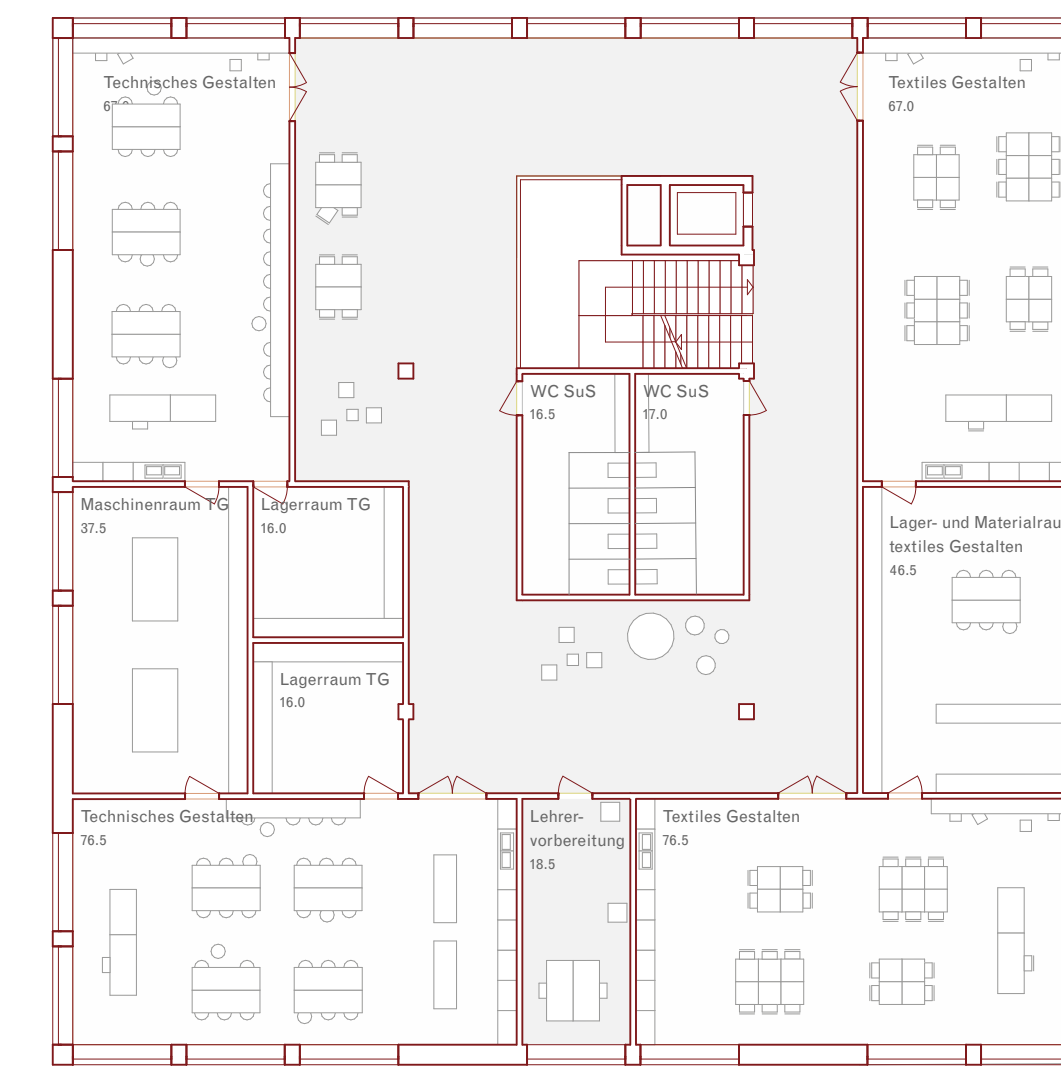 Technisches Gestalten
67.0
Textiles Gestalten
67.0
WC SuS
16.5
WC SuS
17.0
Maschinenraum TG
37.5
Lagerraum TG
16.0
Lager- und Materialrau
textiles Gestalten
46.5
Lagerraum TG
16.0
Technisches Gestalten
76.5
Lehrer-
vorbereitung
18.5
Textiles Gestalten
76.5